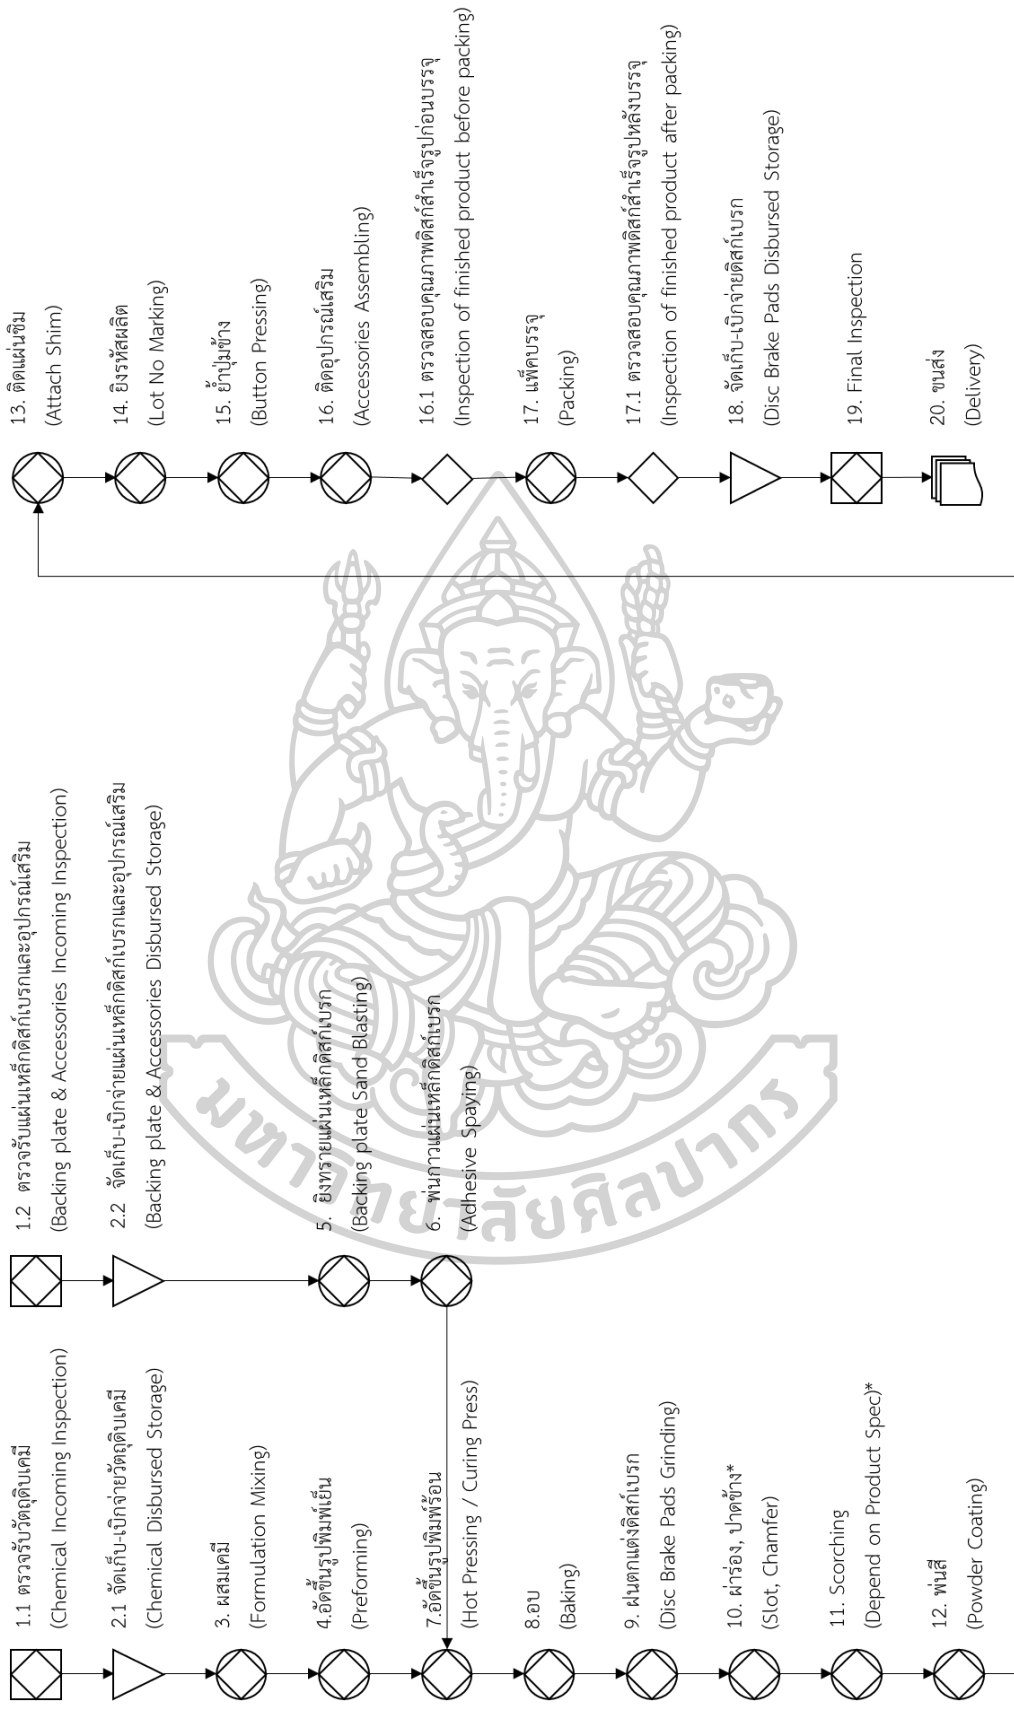 1.1 ตรวจรับวัตถุดิบเคมี
(Chemical Incoming Inspection)
2.1 จัดเก็บ-เบิกจ่ายวัตถุดิบเคมี
(Chemical Disbursed Storage)
3. ผสมเคมี
(Formulation Mixing)
4.อัดขึ้นรูปพิมพ์เย็น
(Preforming)
7.อัดขึ้นรูปพิมพ์ร้อน
(Hot Pressing / Curing Press)
8.อบ
(Baking)
9. ฝนตกแต่งดิสก์เบรก
(Disc Brake Pads Grinding)
10. ผ่าร่อง, ปาดข้าง*
(Slot, Chamfer)
11. Scorching
(Depend on Product Spec)*
12. พ่นสี
(Powder Coating)
1.2 ตรวจรับแผ่นเหล็กดิสก์เบรกและอุปกรณ์เสริม
(Backing plate & Accessories Incoming Inspection)
2.2 จัดเก็บ-เบิกจ่ายแผ่นเหล็กดิสก์เบรกและอุปกรณ์เสริม
(Backing plate & Accessories Disbursed Storage)
5. ยิงทรายแผ่นเหล็กดิสก์เบรก
(Backing plate Sand Blasting)
6. พ่นกาวแผ่นเหล็กดิสก์เบรก
(Adhesive Spaying)
13. ติดแผ่นชิม
(Attach Shim)
14. ยิงรหัสผลิต
(Lot No Marking)
15. ย้ำปุ่มข้าง
(Button Pressing)
16. ติดอุปกรณ์เสริม
(Accessories Assembling)
16.1 ตรวจสอบคุณภาพดิสก์สำเร็จรูปก่อนบรรจุ
(Inspection of finished product before packing)
17. แพ็คบรรจุ
(Packing)
17.1 ตรวจสอบคุณภาพดิสก์สำเร็จรูปหลังบรรจุ
(Inspection of finished product after packing)
18. จัดเก็บ-เบิกจ่ายดิสก์เบรก
(Disc Brake Pads Disbursed Storage)
19. Final Inspection
20. ขนส่ง
(Delivery)
มหาวิทยาลัยศิลปากร